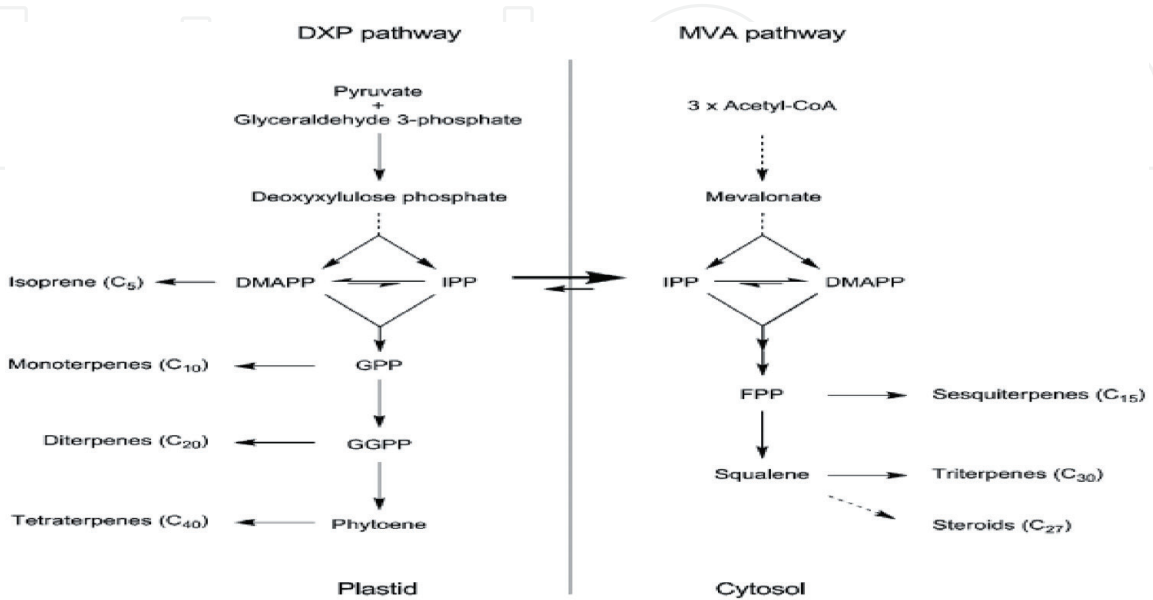 DXP pathway
MVA pathway
Pyruvate
+
Glyceraldehyde 3-phosphate
3 x Acetyl-CoA
Deoxyxylulose phosphate
Mevalonate
Isoprene (C₅)
DMAPP
IPP
IPP
DMAPP
Monoterpenes (C₁₀)
GPP
FPP
Sesquiterpenes (C₁₅)
Diterpenes (C₂₀)
GGPP
Squalene
Triterpenes (C₃₀)
Tetraterpenes (C₄₀)
Phytoene
Steroids (C₂₇)
Plastid
Cytosol